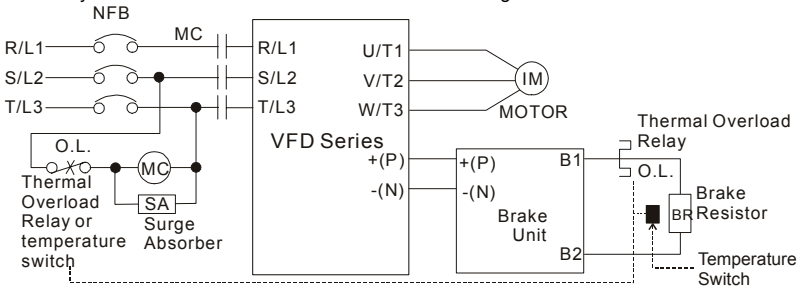 NFB
MC
R/L1
R/L1
U/T1
S/L2
S/L2
V/T2
IM
T/L3
T/L3
W/T3
MOTOR
VFD Series
O.L.
MC
SA
Thermal
Overload
Relay or
temperature
switch
Surge
Absorber
+(P)
-(N)
+(P)
-(N)
B1
Brake
Unit
B2
Thermal Overload
Relay
O.L.
BR
Brake
Resistor
Temperature
Switch